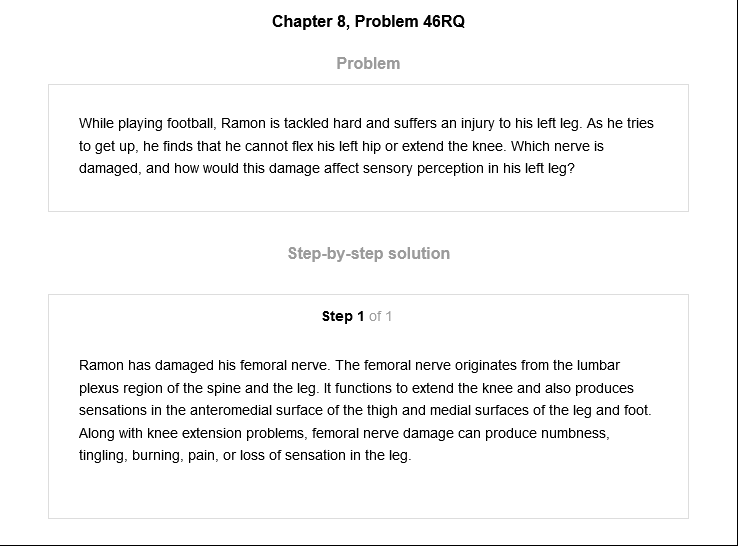 Chapter 8, Problem 46RQ
Problem
While playing football, Ramon is tackled hard and suffers an injury to his left leg. As he tries
to get up, he finds that he cannot flex his left hip or extend the knee. Which nerve is
damaged, and how would this damage affect sensory perception in his left leg?
Step-by-step solution
Step 1 of 1
Ramon has damaged his femoral nerve. The femoral nerve originates from the lumbar
plexus region of the spine and the leg. It functions to extend the knee and also produces
sensations in the anteromedial surface of the thigh and medial surfaces of the leg and foot.
Along with knee extension problems, femoral nerve damage can produce numbness,
tingling, burning, pain, or loss of sensation in the leg.